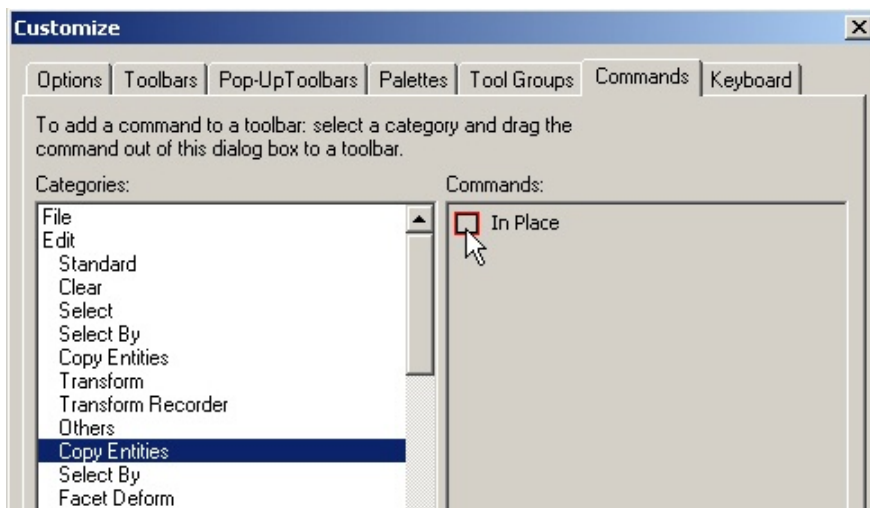 Customize
Options Toolbars Pop-UpToolbars Palettes Tool Groups Commands Keyboard
To add a command to a toolbar: select a category and drag the
command out of this dialog box to a toolbar.
Categories: Commands:
File
In Place
Edit
Standard
Clear
Select
Select By
Copy Entities
Transform
Transform Recorder
Others
Copy Entities
Select By
Facet Deform